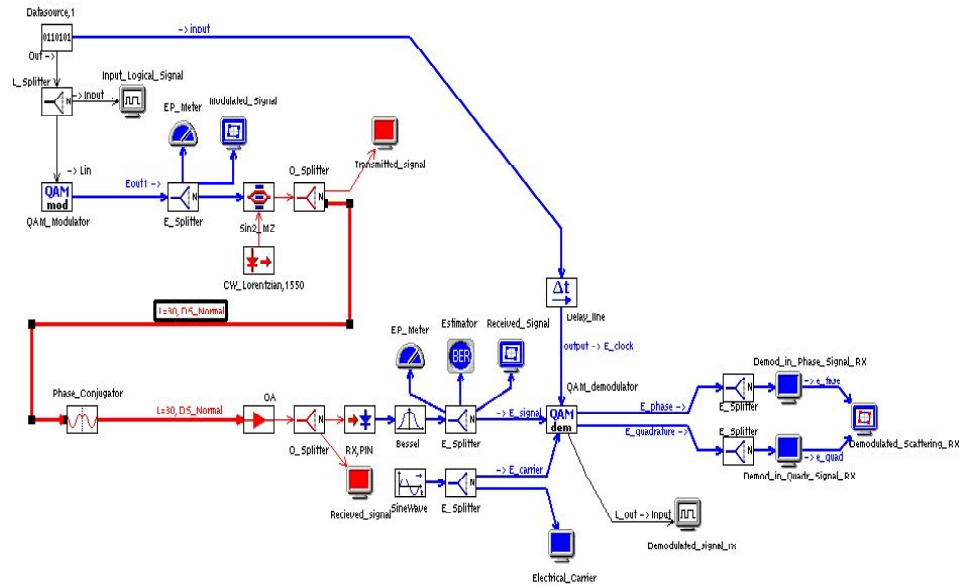 Datasource,1
-> input
0110101
Out ->
L_Splitter
Input_Logical_Signal
-> Input
N
EP_Meter
Modulated_Signal
Transmitted_signal
-> Lin
O_Splitter
QAM
mod
Eout1 ->
N
N
QAM_Modulator
E_Splitter
Sin2_MZ
CW_Lorentzian,1550
Δt
Delay_line
L=30, DS_Normal
EP_Meter
Estimator
Received_Signal
BER
output -> E_clock
Demod_in_Phase_Signal_RX
Phase_Conjugator
L=30, DS_Normal
OA
QAM_demodulator
E_phase ->
N
-> e_fase
E_Splitter
N
N
-> E_signal
QAM
dem
O_Splitter
RX,PIN
Bessel
E_Splitter
E_quadrature ->
E_Splitter
N
-> e_quad
Demodulated_Scattering_RX
Demod_in_Quadr_Signal_RX
-> E_carrier
N
Recieved_signal
SineWave
E_Splitter
L_out -> Input
Demodulated_signal_rx
Electrical_Carrier